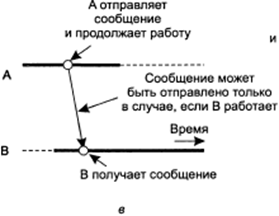 А отправляет
сообщение
и продолжает работу
и
А
Сообщение может
быть отправлено только
в случае, если В работает
Время
В
В получает сообщение
в